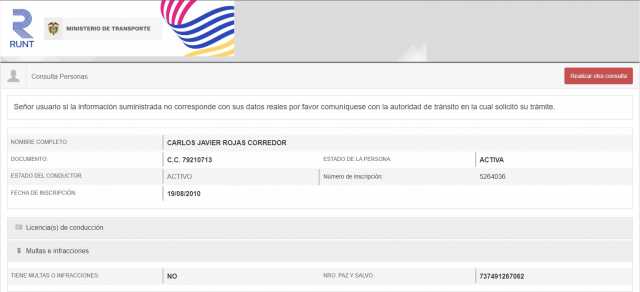 RUNT
MINISTERIO DE TRANSPORTE
Consulta Personas
Realizar otra consulta
Señor usuario si la información suministrada no corresponde con sus datos reales por favor comuníquese con la autoridad de tránsito en la cual solicitó su trámite.
NOMBRE COMPLETO: CARLOS JAVIER ROJAS CORREDOR
DOCUMENTO: C.C. 79210713 ESTADO DE LA PERSONA: ACTIVA
ESTADO DEL CONDUCTOR: ACTIVO Número de inscripción: 5264036
FECHA DE INSCRIPCIÓN: 19/08/2010
Licencia(s) de conducción
$ Multas e infracciones
TIENE MULTAS O INFRACCIONES: NO NRO. PAZ Y SALVO: 737491267062